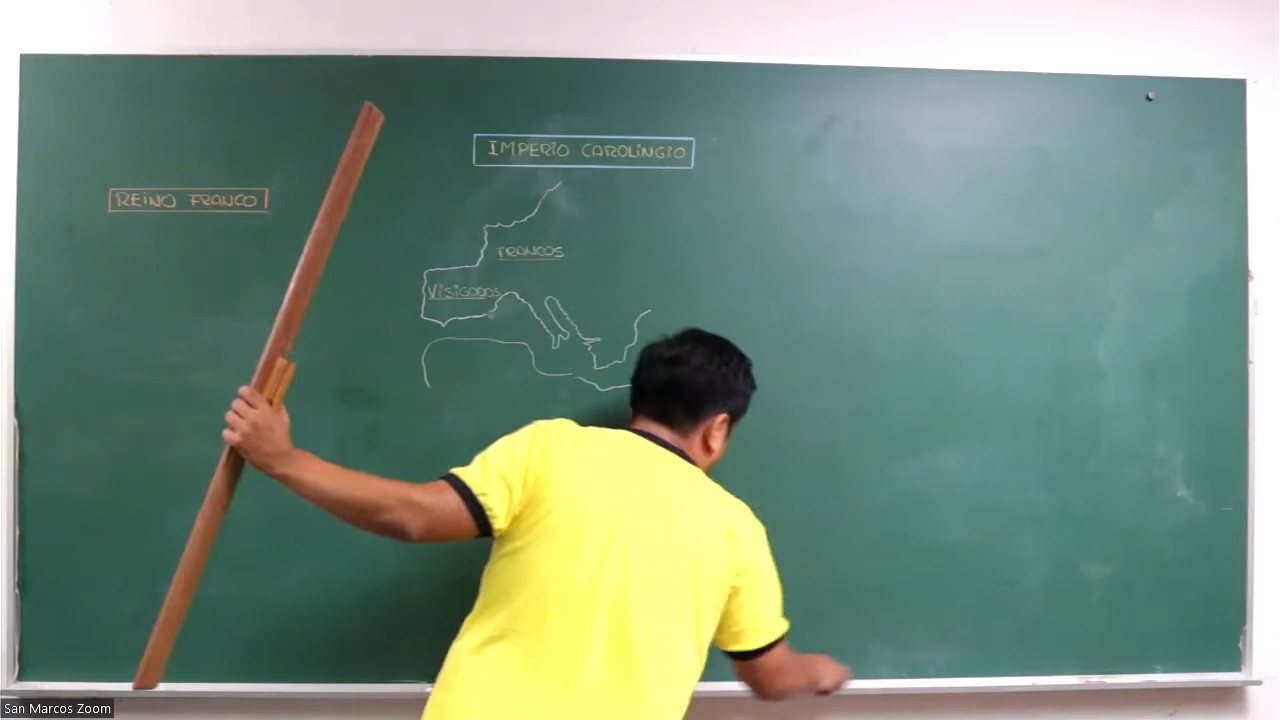 IMPERIO CAROLINGIO
REINO FRANCO
FRANCOS
VISIGODOS
San Marcos Zoom